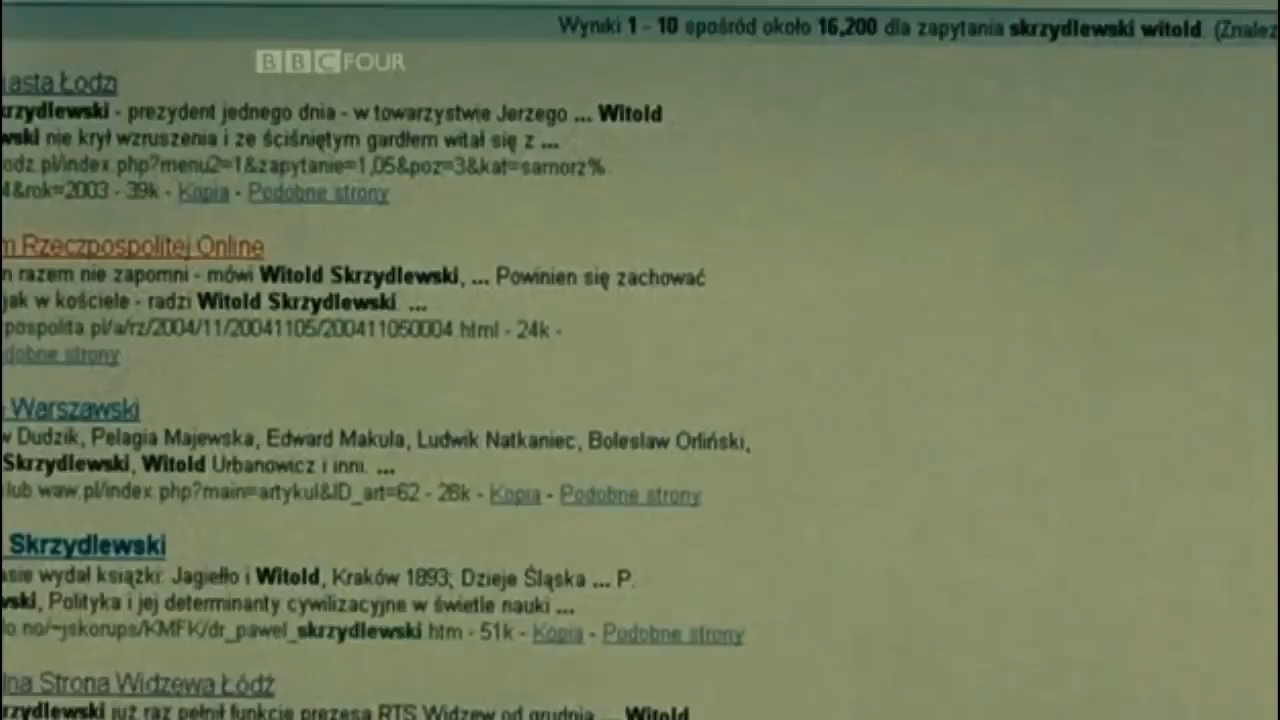 Wyniki 1 - 10 spośród około 16,200 dla zapytania skrzydlewski witold. (Znalez
BBC FOUR
iasta Łodzi
krzydlewski - prezydent jednego dnia - w towarzystwie Jerzego ... Witold
wski nie krył wzruszenia i ze ściśniętym gardłem witał się z ...
odz.pl/index.php?menu2=1&zapytanie=1,05&poz=3&kat=samorz%
4&rok=2003 - 39k - Kopia - Podobne strony
m Rzeczpospolitej Online
n razem nie zapomni - mówi Witold Skrzydlewski, ... Powinien się zachować
jak w kościele - radzi Witold Skrzydlewski. ...
pospolita.pl/a/rz/2004/11/20041105/200411050004.html - 24k -
dobne strony
Warszawski
w Dudzik, Pelagia Majewska, Edward Makula, Ludwik Natkaniec, Bolesław Orliński,
Skrzydlewski, Witold Urbanowicz i inni. ...
lub.waw.pl/index.php?main=artykul&ID_art=62 - 28k - Kopia - Podobne strony
Skrzydlewski
asie wydał książki: Jagiełło i Witold, Kraków 1893; Dzieje Śląska ... P.
wski, Polityka i jej determinanty cywilizacyjne w świetle nauki ...
lo.no/~jskorups/KMFK/dr_pawel_skrzydlewski.htm - 51k - Kopia - Podobne strony
lna Strona Widzewa Łódź
rzydlewski już raz pełnił funkcję prezesa RTS Widzew od grudnia ... Witold